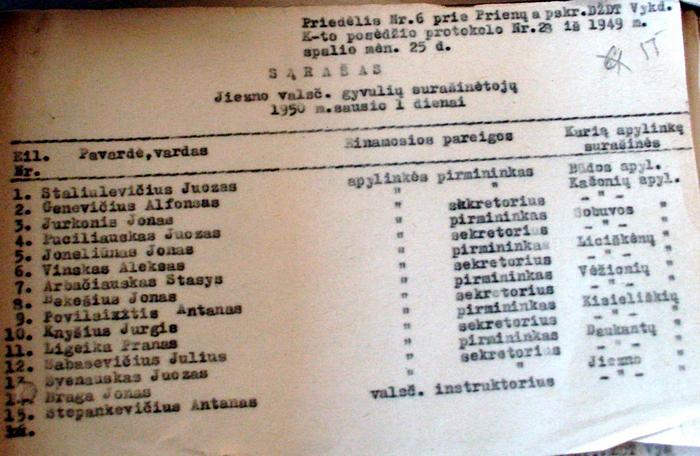 Priedėlis Nr.6 prie Prienų a pskr.DŽDT Vykd.
K-to posėdžio protokolo Nr.28 iš 1949 m.
spalio mėn. 25 d.
SĄRAŠAS
Jiezno valsč. gyvulių surašinėtojų
1950 m.sausio 1 dienai
Eil. Nr. Pavardė,vardas Einamosios pareigos Kurią apylinkę surašinės
1. Staliulevičius Juozas apylinkės pirmininkas Būdos apyl.
2. Genevičius Alfonsas " " Kašonių apyl.
3. Jurkonis Jonas " sekretorius - " -
4. Puciliauskas Juozas " pirmininkas Sobuvos "
5. Joneliūnas Jonas " sekretorius - " -
6. Vinskas Aleksas " pirmininkas Liciškėnų "
7. Arbačiauskas Stasys " sekretorius - " -
8. Bekešius Jonas " pirmininkas Vėžionių "
9. Povilaitis Antanas " sekretorius - " -
10. Knyšius Jurgis " pirmininkas Kisieliškių "
11. Ligeika Pranas " sekretorius - " -
12. Babasevičius Julius " pirmininkas Daukantų "
13. Svenauskas Juozas " sekretorius - " -
14. Braga Jonas " " Jiezno "
15. Stepankevičius Antanas valsč. instruktorius - " -